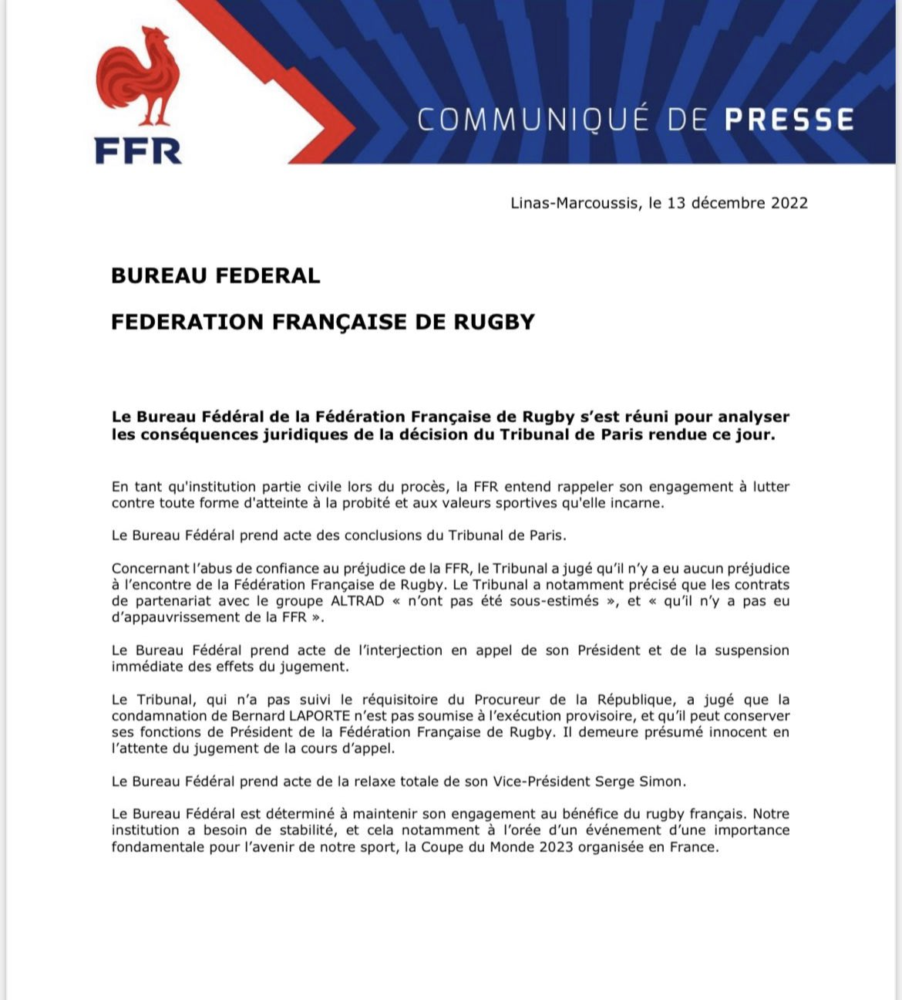 FFR
COMMUNIQUÉ DE PRESSE
Linas-Marcoussis, le 13 décembre 2022
BUREAU FEDERAL
FEDERATION FRANÇAISE DE RUGBY
Le Bureau Fédéral de la Fédération Française de Rugby s’est réuni pour analyser
les conséquences juridiques de la décision du Tribunal de Paris rendue ce jour.
En tant qu'institution partie civile lors du procès, la FFR entend rappeler son engagement à lutter
contre toute forme d'atteinte à la probité et aux valeurs sportives qu'elle incarne.
Le Bureau Fédéral prend acte des conclusions du Tribunal de Paris.
Concernant l’abus de confiance au préjudice de la FFR, le Tribunal a jugé qu’il n’y a eu aucun préjudice
à l’encontre de la Fédération Française de Rugby. Le Tribunal a notamment précisé que les contrats
de partenariat avec le groupe ALTRAD « n’ont pas été sous-estimés », et « qu’il n’y a pas eu
d’appauvrissement de la FFR ».
Le Bureau Fédéral prend acte de l’interjection en appel de son Président et de la suspension
immédiate des effets du jugement.
Le Tribunal, qui n’a pas suivi le réquisitoire du Procureur de la République, a jugé que la
condamnation de Bernard LAPORTE n’est pas soumise à l’exécution provisoire, et qu’il peut conserver
ses fonctions de Président de la Fédération Française de Rugby. Il demeure présumé innocent en
l’attente du jugement de la cours d’appel.
Le Bureau Fédéral prend acte de la relaxe totale de son Vice-Président Serge Simon.
Le Bureau Fédéral est déterminé à maintenir son engagement au bénéfice du rugby français. Notre
institution a besoin de stabilité, et cela notamment à l’orée d’un événement d’une importance
fondamentale pour l’avenir de notre sport, la Coupe du Monde 2023 organisée en France.